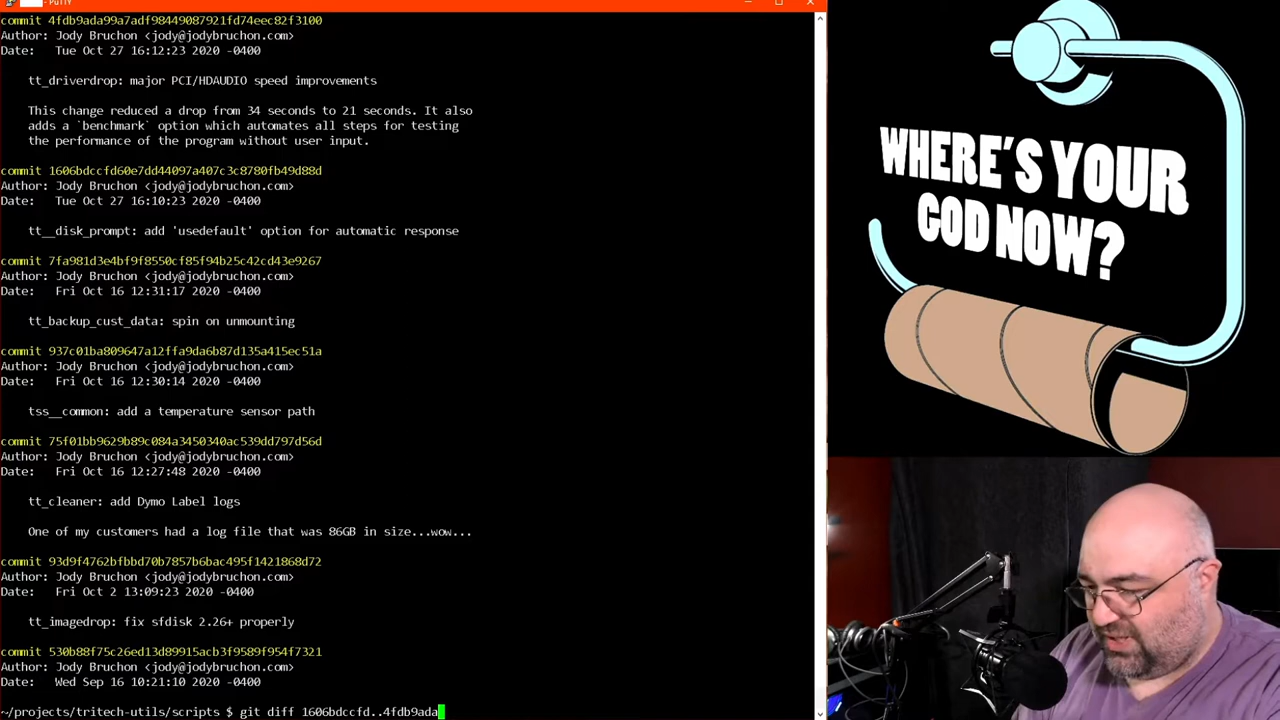 PuTTY
commit 4fdb9ada99a7adf98449087921fd74eec82f3100
Author: Jody Bruchon <jody@jodybruchon.com>
Date:   Tue Oct 27 16:12:23 2020 -0400
tt_driverdrop: major PCI/HDAUDIO speed improvements
This change reduced a drop from 34 seconds to 21 seconds. It also
adds a `benchmark` option which automates all steps for testing
the performance of the program without user input.
commit 1606bdccfd60e7dd44097a407c3c8780fb49d88d
Author: Jody Bruchon <jody@jodybruchon.com>
Date:   Tue Oct 27 16:10:23 2020 -0400
tt__disk_prompt: add 'usedefault' option for automatic response
commit 7fa981d3e4bf9f8550cf85f94b25c42cd43e9267
Author: Jody Bruchon <jody@jodybruchon.com>
Date:   Fri Oct 16 12:31:17 2020 -0400
tt_backup_cust_data: spin on unmounting
commit 937c01ba809647a12ffa9da6b87d135a415ec51a
Author: Jody Bruchon <jody@jodybruchon.com>
Date:   Fri Oct 16 12:30:14 2020 -0400
tss__common: add a temperature sensor path
commit 75f01bb9629b89c084a3450340ac539dd797d56d
Author: Jody Bruchon <jody@jodybruchon.com>
Date:   Fri Oct 16 12:27:48 2020 -0400
tt_cleaner: add Dymo Label logs
One of my customers had a log file that was 86GB in size...wow...
commit 93d9f4762bfbbd70b7857b6bac495f1421868d72
Author: Jody Bruchon <jody@jodybruchon.com>
Date:   Fri Oct 2 13:09:23 2020 -0400
tt_imagedrop: fix sfdisk 2.26+ properly
commit 530b88f75c26ed13d89915acb3f9589f954f7321
Author: Jody Bruchon <jody@jodybruchon.com>
Date:   Wed Sep 16 10:21:10 2020 -0400
~/projects/tritech-utils/scripts $ git diff 1606bdccfd..4fdb9ada
WHERE'S YOUR
GOD NOW?